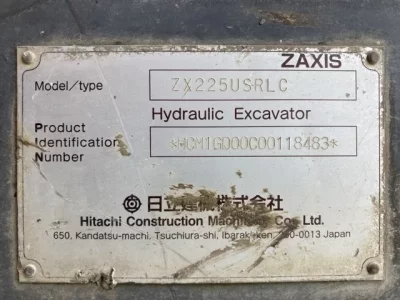 ZAXIS
Model/type ZX225USRLC
Hydraulic Excavator
Product
Identification *HCM1GD00C00118483*
Number
日立建機株式会社
Hitachi Construction Machinery Co., Ltd.
650, Kandatsu-machi, Tsuchiura-shi, Ibaraki-ken, 300-0013 Japan